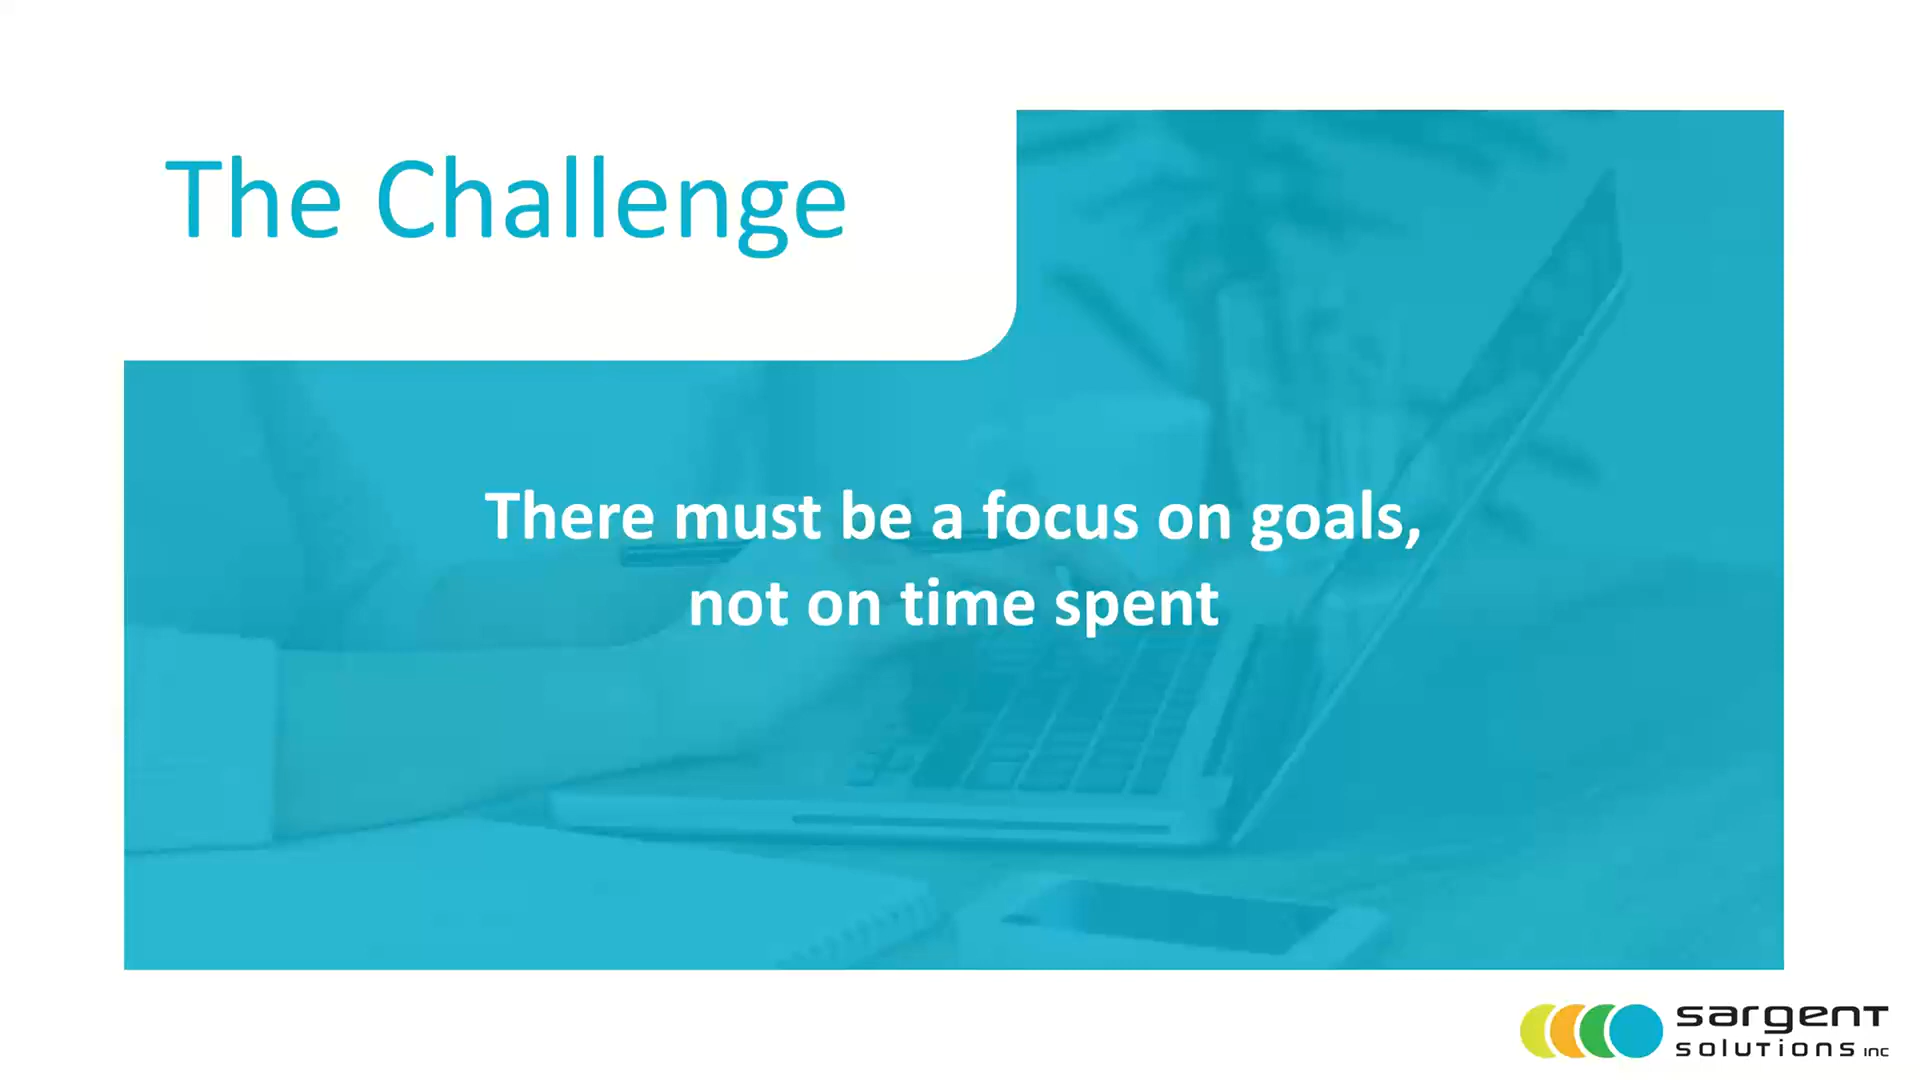 The Challenge
There must be a focus on goals,
not on time spent
sargent
solutions inc